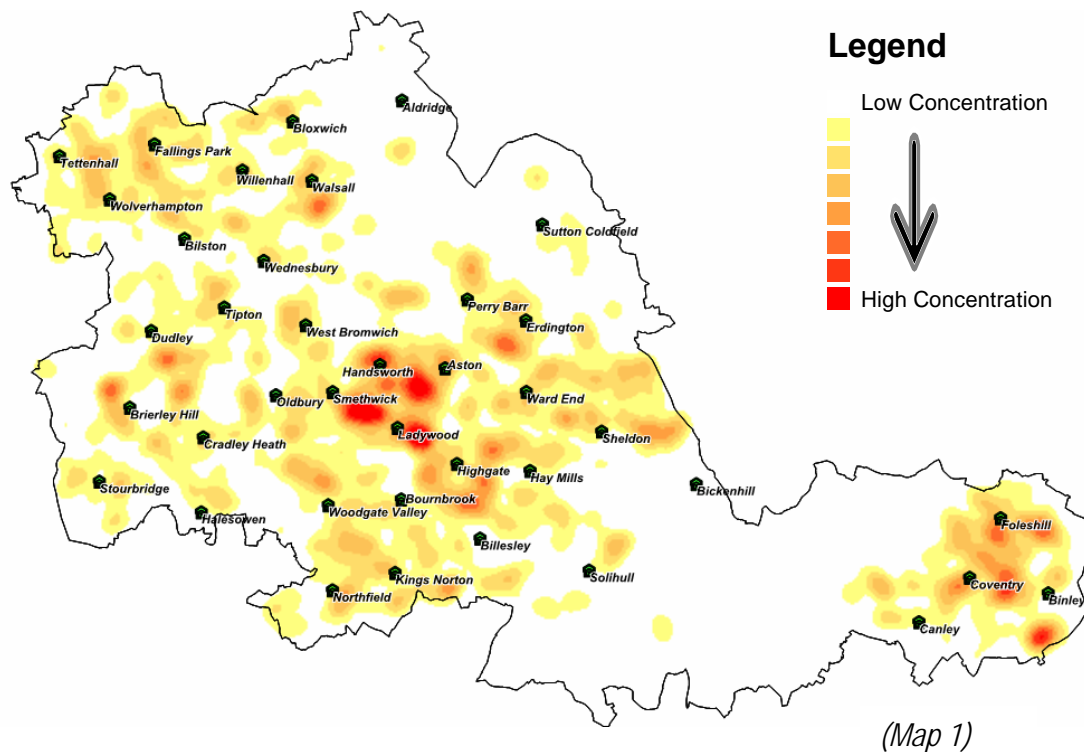 Legend
Low Concentration
High Concentration
Aldridge
Bloxwich
Fallings Park
Tettenhall
Willenhall
Walsall
Wolverhampton
Sutton Coldfield
Bilston
Wednesbury
Perry Barr
Tipton
Erdington
West Bromwich
Dudley
Handsworth
Aston
Oldbury
Smethwick
Ward End
Brierley Hill
Ladywood
Sheldon
Cradley Heath
Highgate
Hay Mills
Stourbridge
Bickenhill
Bournbrook
Woodgate Valley
Halesowen
Foleshill
Billesley
Solihull
Kings Norton
Coventry
Northfield
Binley
Canley
(Map 1)